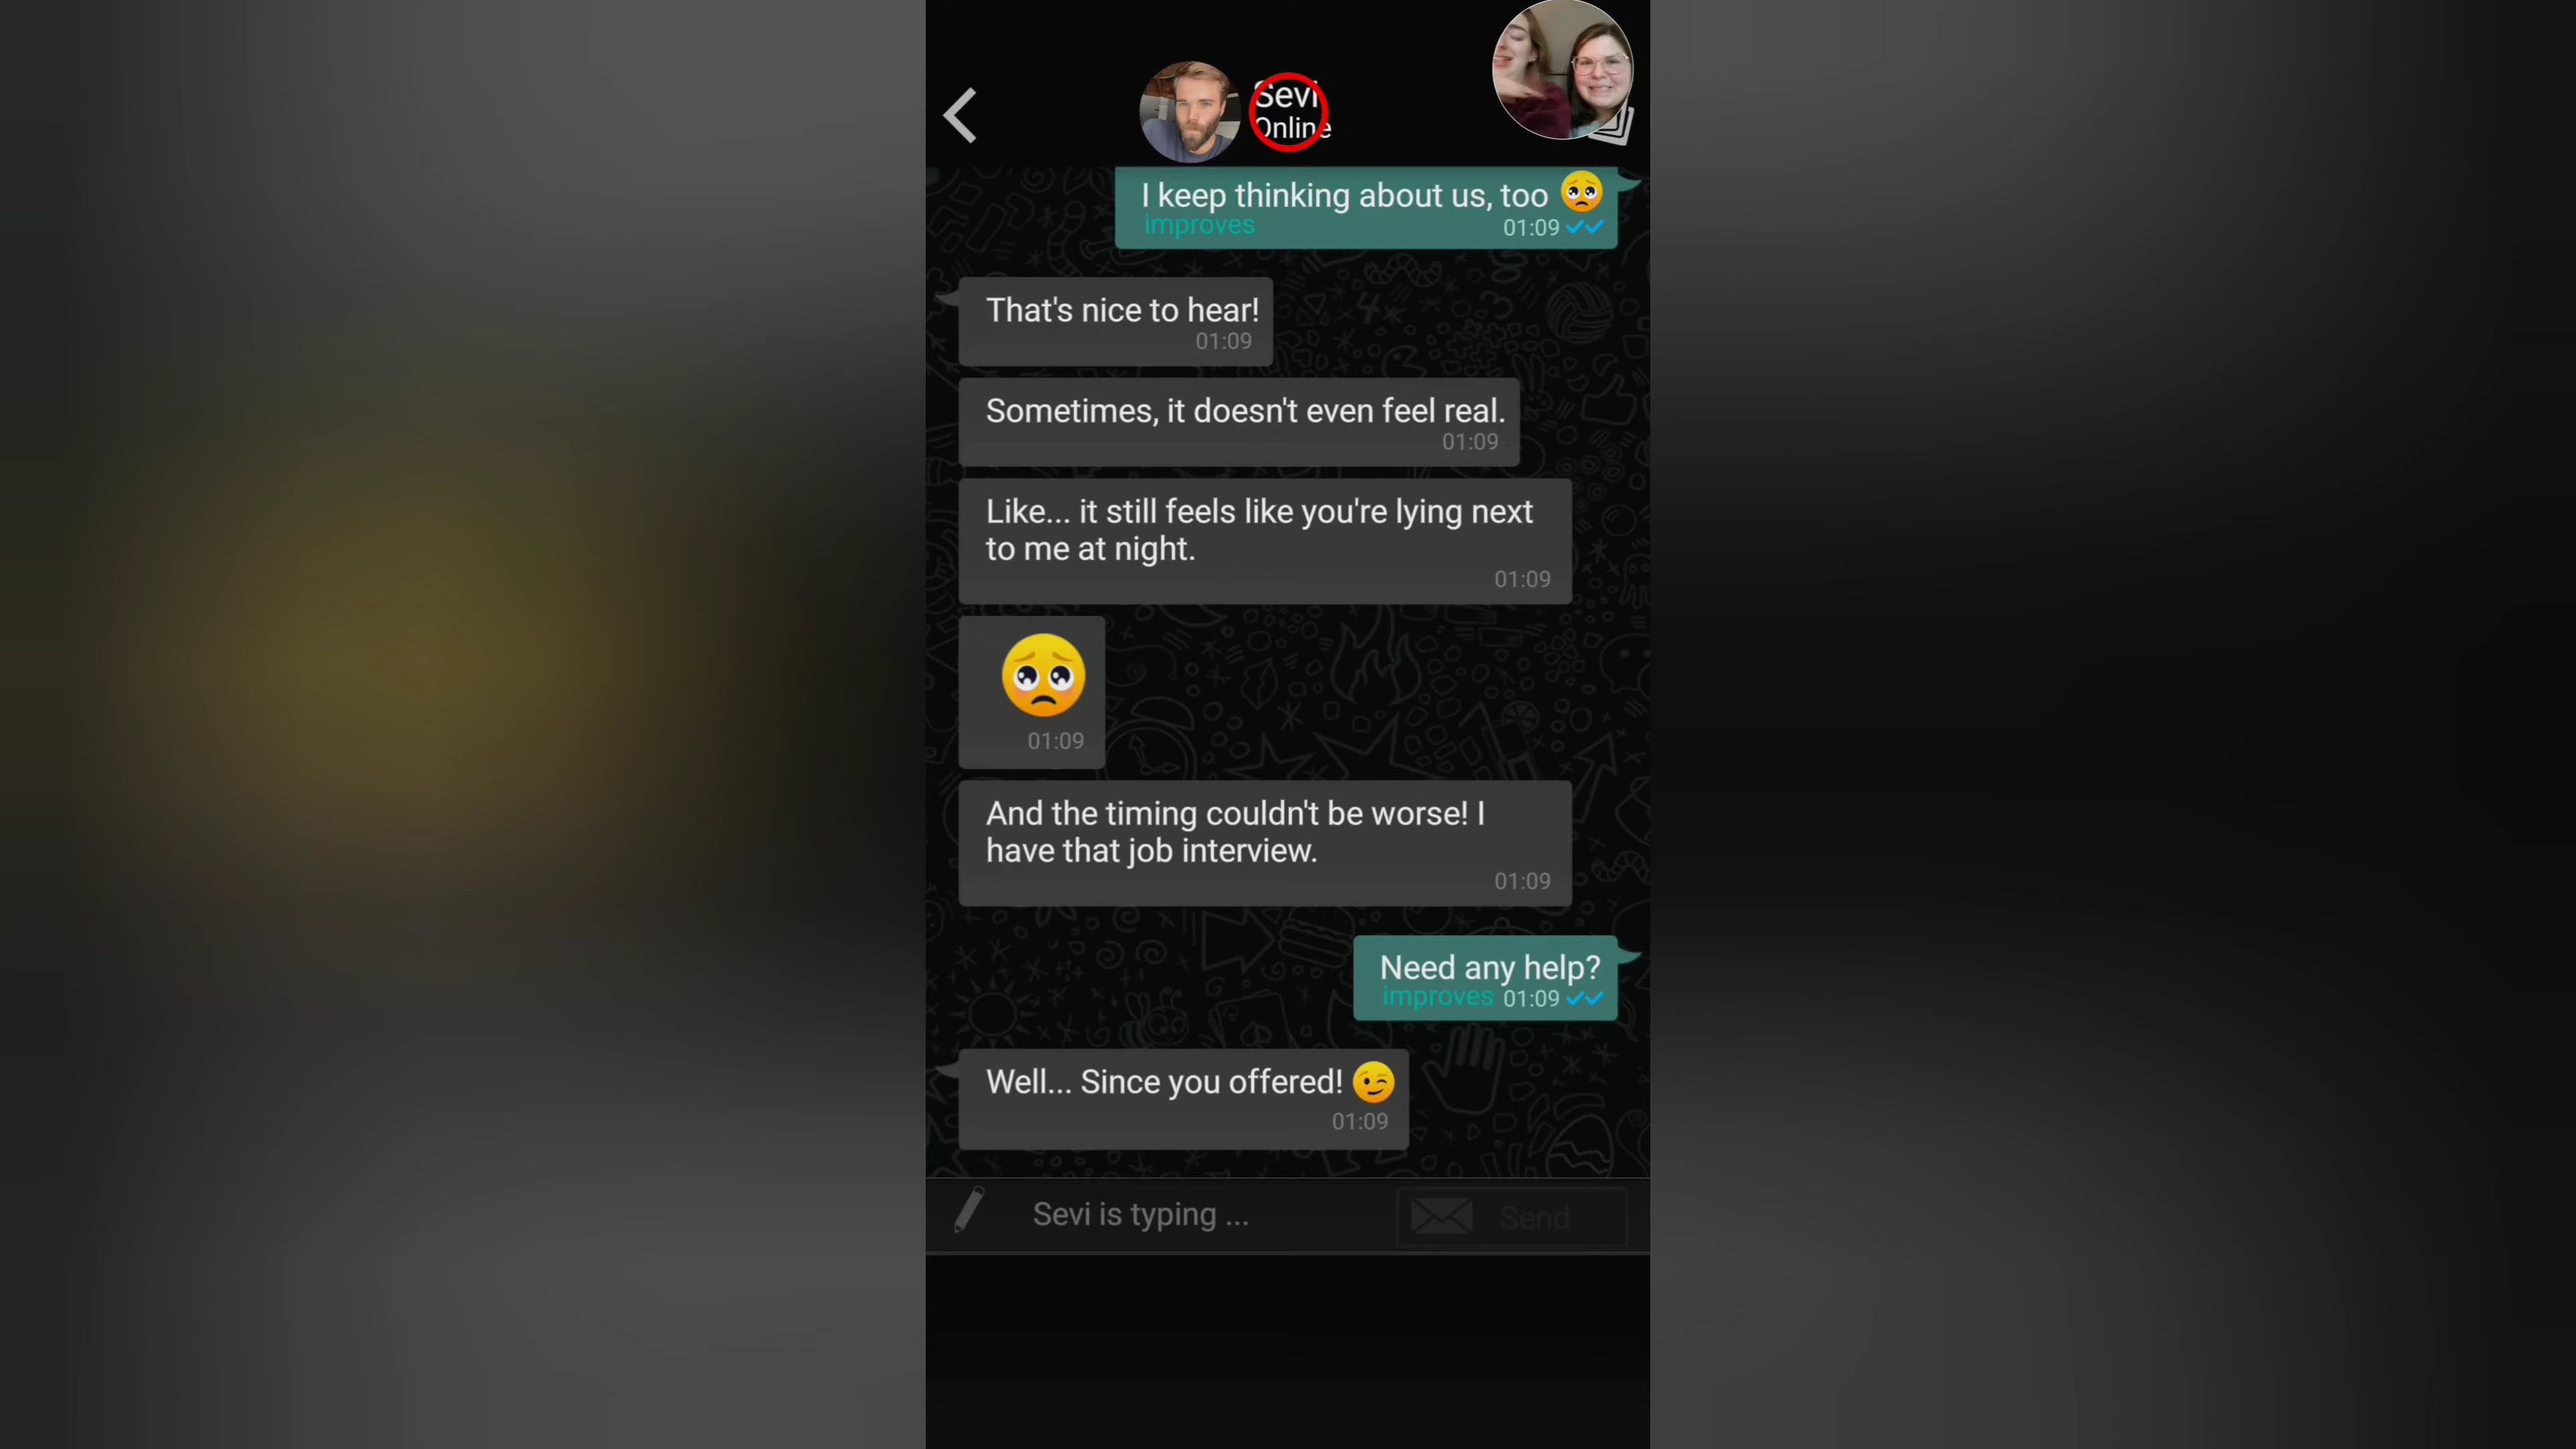 Sevi
Online
I keep thinking about us, too 🥺
improves 01:09
That's nice to hear!
01:09
Sometimes, it doesn't even feel real.
01:09
Like... it still feels like you're lying next
to me at night.
01:09
🥺
01:09
And the timing couldn't be worse! I
have that job interview.
01:09
Need any help?
improves 01:09
Well... Since you offered! 😉
01:09
Sevi is typing ...
Send